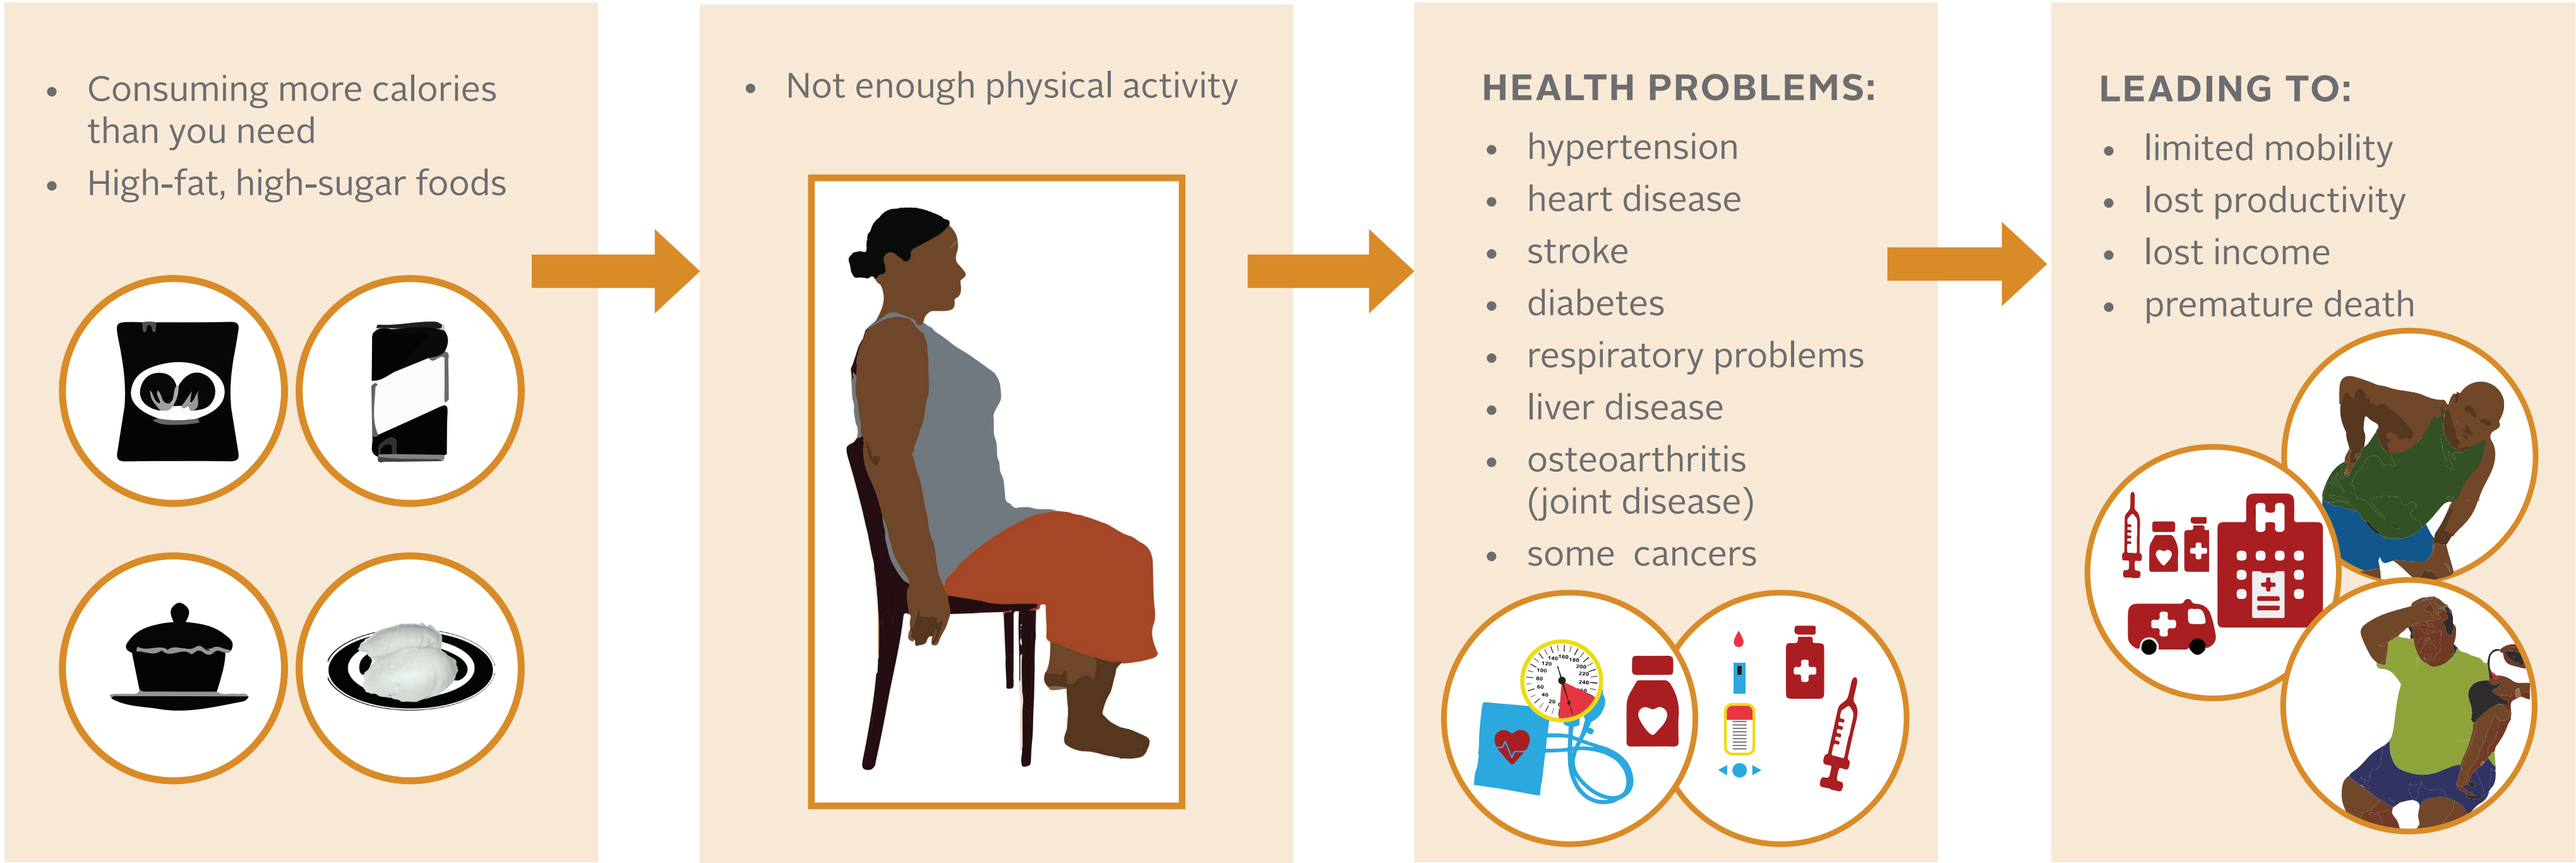 • Consuming more calories
than you need
• High-fat, high-sugar foods
• Not enough physical activity
HEALTH PROBLEMS:
• hypertension
• heart disease
• stroke
• diabetes
• respiratory problems
• liver disease
• osteoarthritis
(joint disease)
• some cancers
LEADING TO:
• limited mobility
• lost productivity
• lost income
• premature death
H